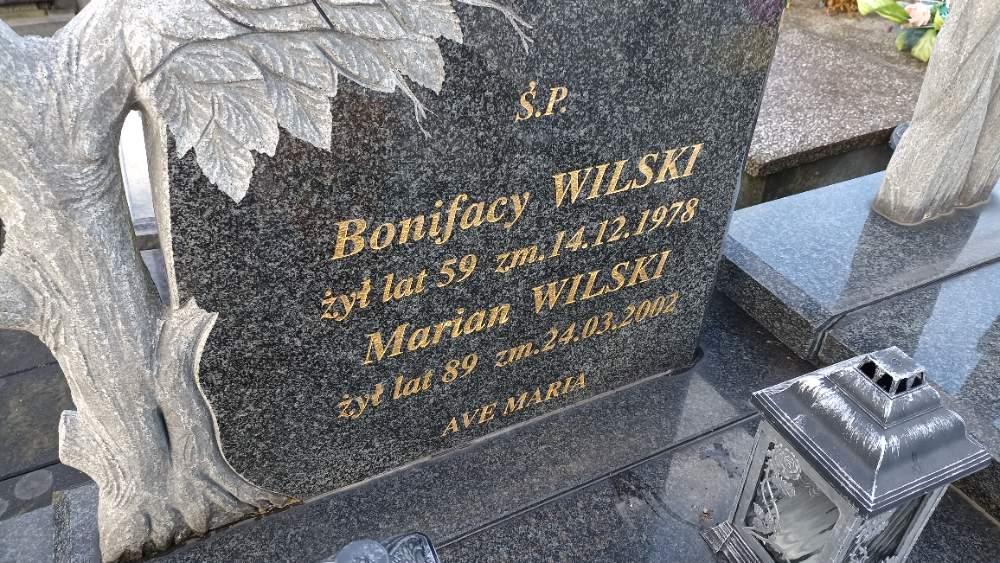 Ś.P.
Bonifacy WILSKI
żył lat 59 zm.14.12.1978
Marian WILSKI
żył lat 89 zm.24.03.2002
AVE MARIA